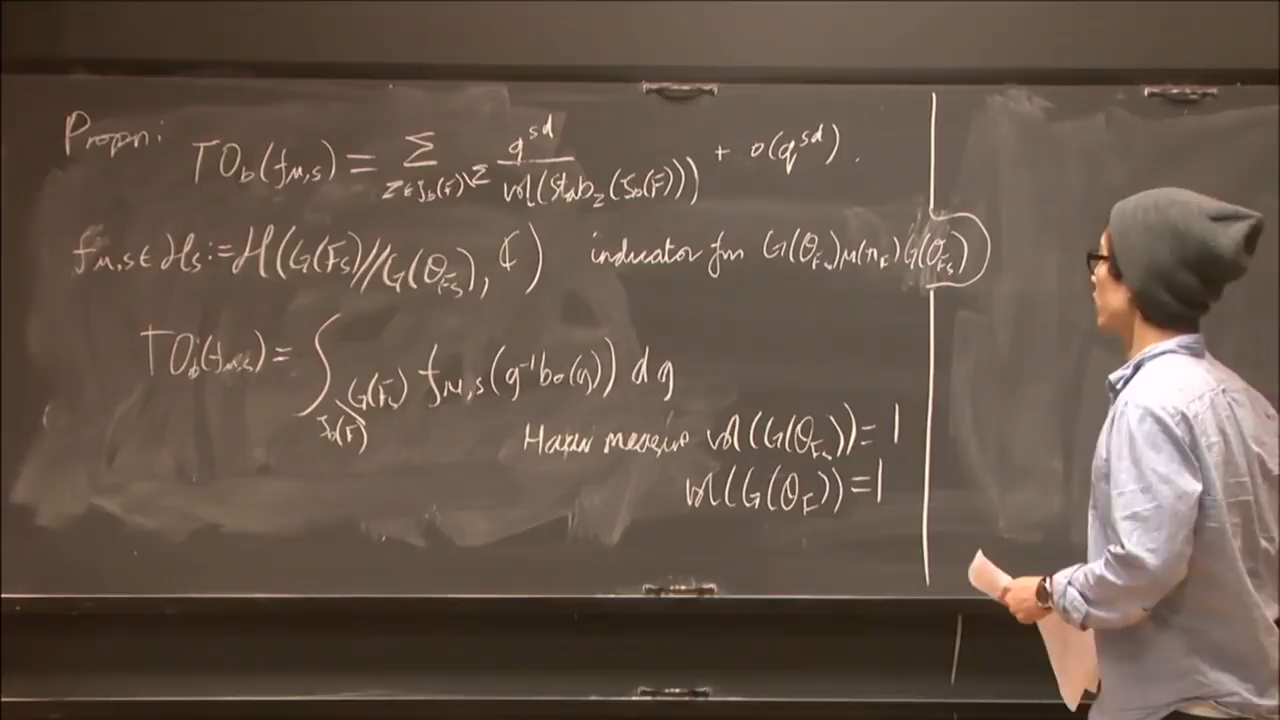 Propn:
TO_b(f_{μ,s}) = Σ_{Z ∈ J_b(F)\Σ} q^{sd} / vol(Stab_Z(J_b(F))) + o(q^{sd}).
f_{μ,s} ∈ H_s := H(G(F_s)//G(O_{F_s}), ℂ) indicator fn G(O_{F_s})μ(π_F)G(O_{F_s})
TO_b(f_{μ,s}) = ∫_{J_b(F)\G(F_s)} f_{μ,s}(g^{-1}bσ(g)) dg
Haar measure vol(G(O_{F_s})) = 1
vol(G(O_F)) = 1